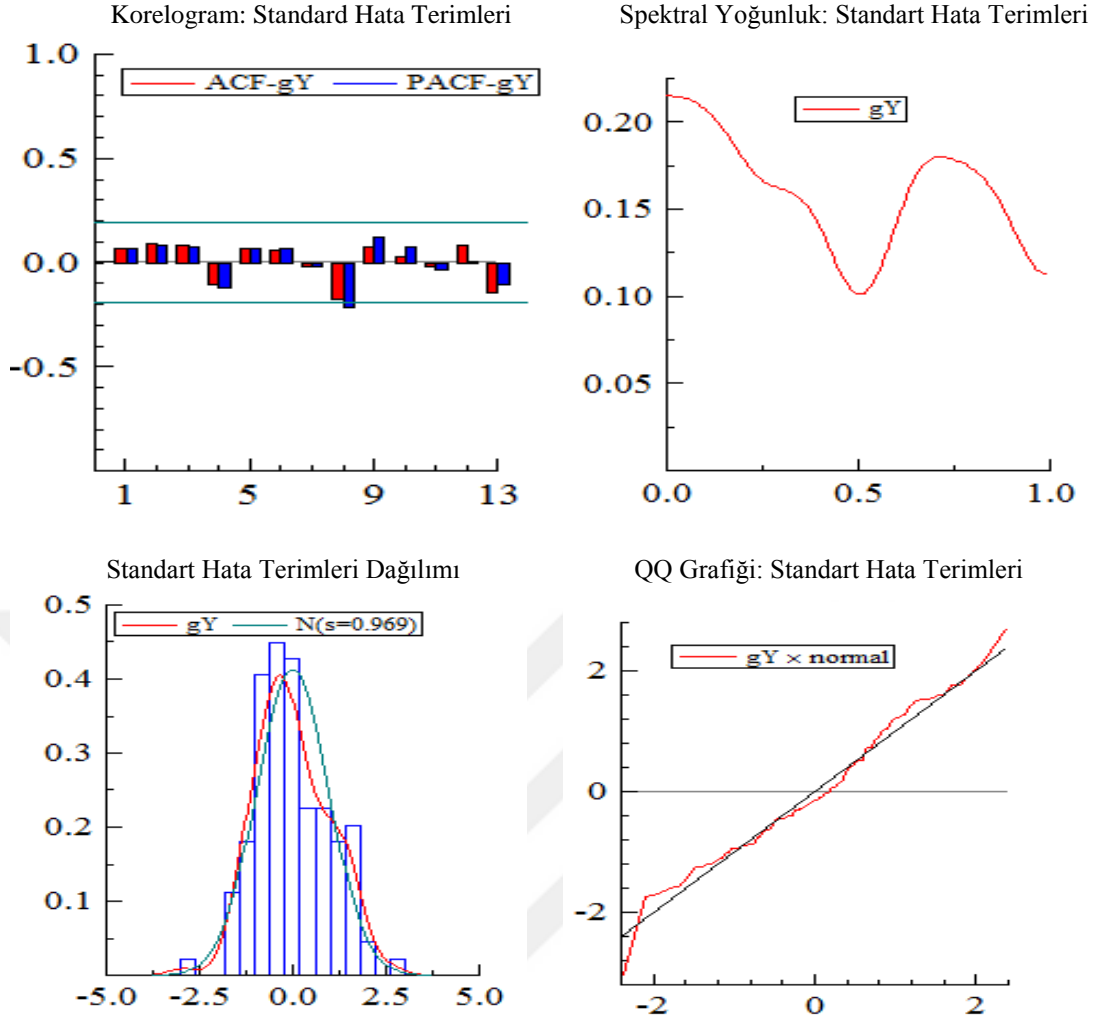 Korelogram: Standard Hata Terimleri
1.0
ACF-gY PACF-gY
0.5
0.0
-0.5
1 5 9 13
Spektral Yoğunluk: Standart Hata Terimleri
gY
0.20
0.15
0.10
0.05
0.0 0.5 1.0
Standart Hata Terimleri Dağılımı
0.5
gY N(s=0.969)
0.4
0.3
0.2
0.1
-5.0 -2.5 0.0 2.5 5.0
QQ Grafiği: Standart Hata Terimleri
gY × normal
2
0
-2
-2 0 2